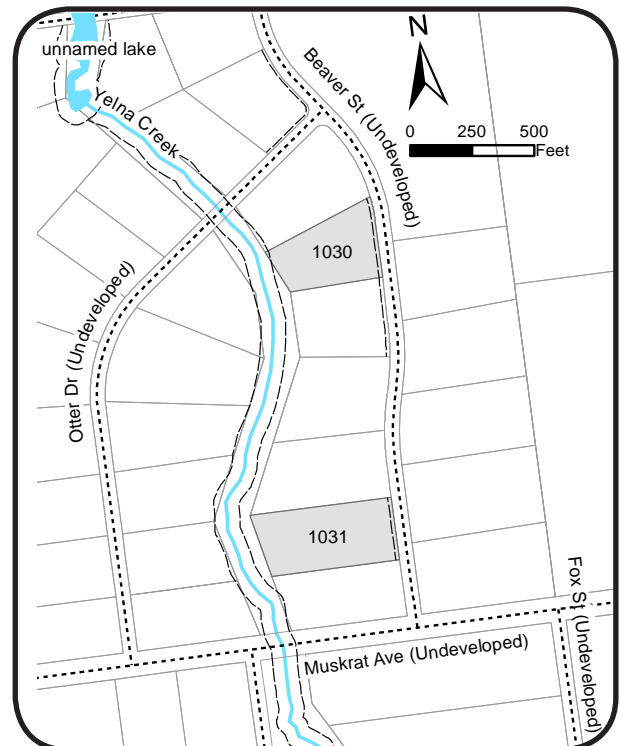 unnamed lake
Yelna Creek
Beaver St (Undeveloped)
N
0 250 500
Feet
1030
Otter Dr (Undeveloped)
1031
Fox St (Undeveloped)
Muskrat Ave (Undeveloped)